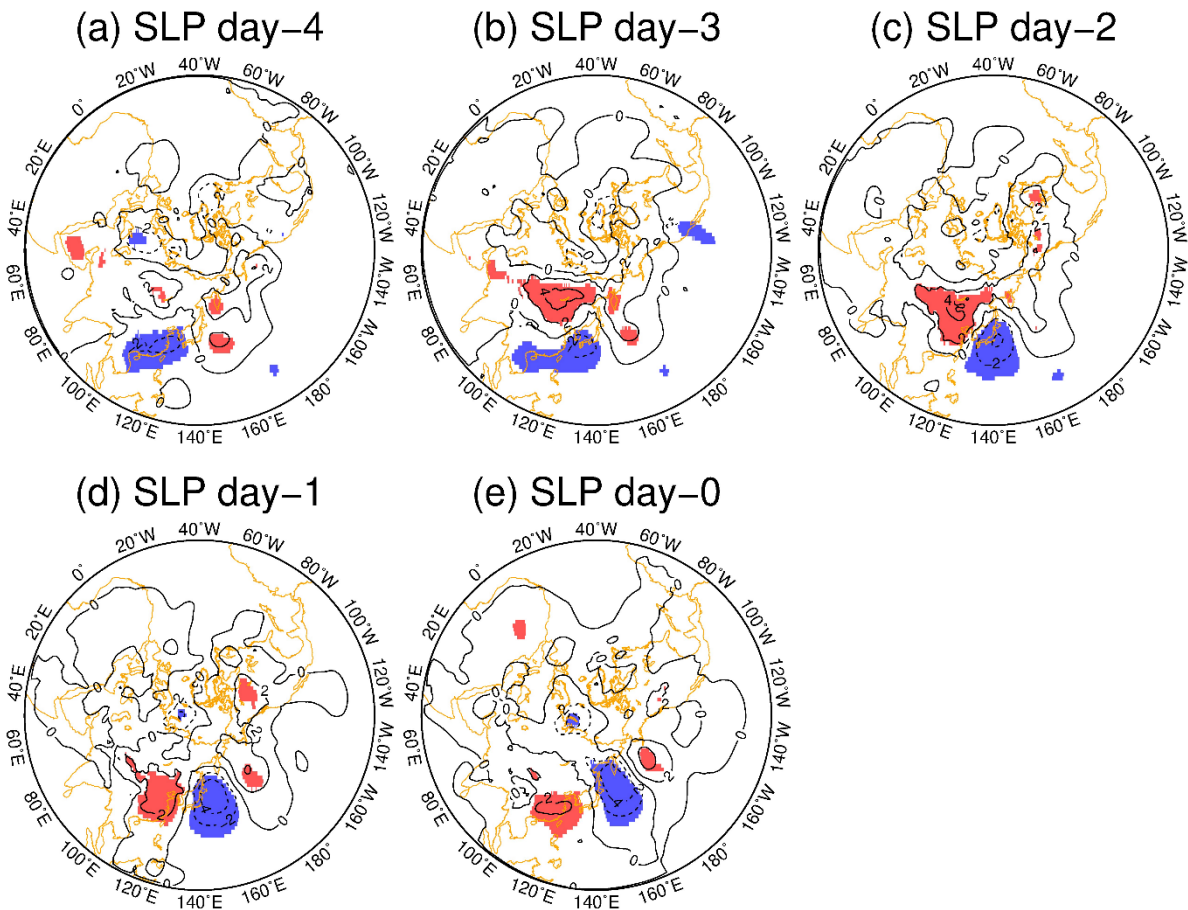 (a) SLP day−4
(b) SLP day−3
(c) SLP day−2
40˚W 40˚W 40˚W
20˚W 60˚W 20˚W 60˚W 20˚W 60˚W
0˚ 80˚W 0˚ 80˚W 0˚ 80˚W
20˚E 100˚W 20˚E 100˚W 20˚E 100˚W
40˚E 120˚W 40˚E 120˚W 40˚E 120˚W
60˚E 140˚W 60˚E 140˚W 60˚E 140˚W
80˚E 160˚W 80˚E 160˚W 80˚E 160˚W
100˚E 180˚ 100˚E 180˚ 100˚E 180˚
120˚E 160˚E 120˚E 160˚E 120˚E 160˚E
140˚E 140˚E 140˚E
(d) SLP day−1
(e) SLP day−0
40˚W 40˚W
20˚W 60˚W 20˚W 60˚W
0˚ 80˚W 0˚ 80˚W
20˚E 100˚W 20˚E 100˚W
40˚E 120˚W 40˚E 120˚W
60˚E 140˚W 60˚E 140˚W
80˚E 160˚W 80˚E 160˚W
100˚E 180˚ 100˚E 180˚
120˚E 160˚E 120˚E 160˚E
140˚E 140˚E